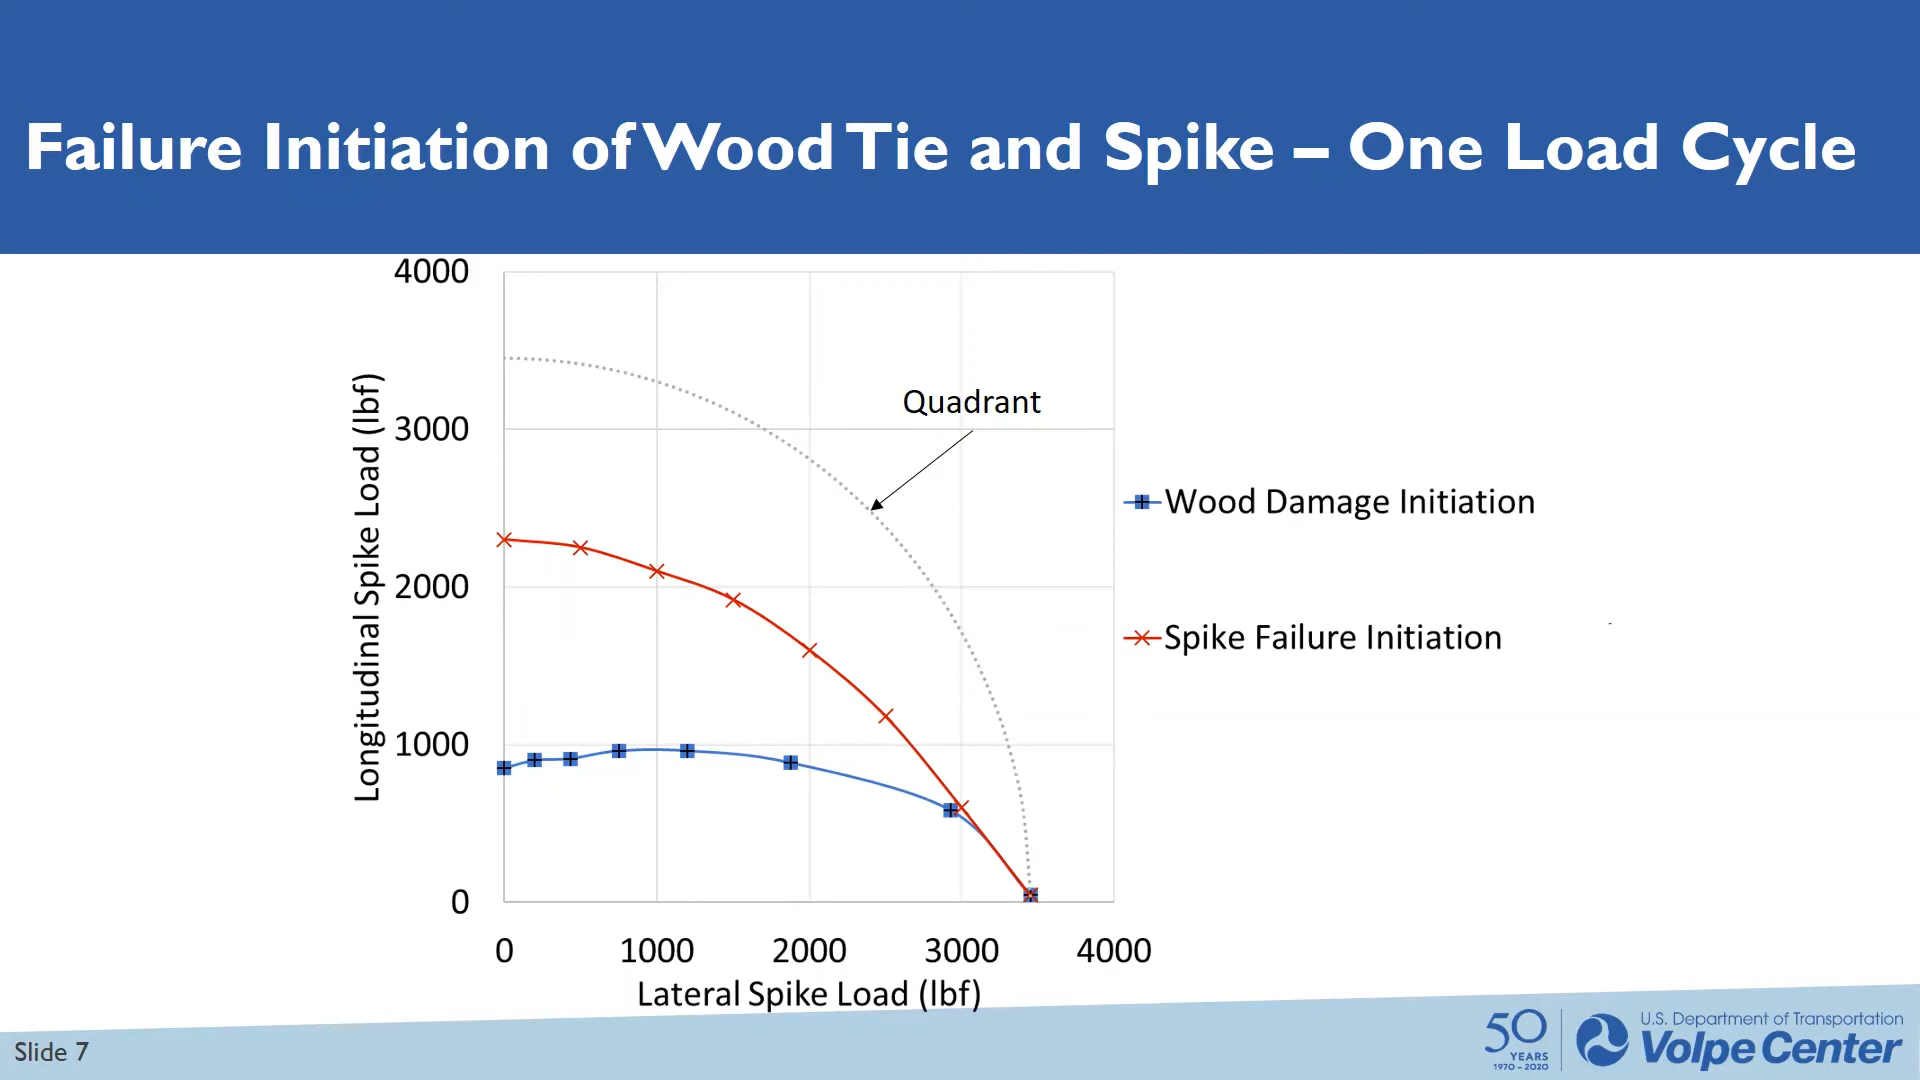 Failure Initiation of Wood Tie and Spike – One Load Cycle
4000
3000
2000
1000
0
Longitudinal Spike Load (lbf)
Quadrant
Wood Damage Initiation
Spike Failure Initiation
0 1000 2000 3000 4000
Lateral Spike Load (lbf)
Slide 7
50
YEARS
1970 – 2020
U.S. Department of Transportation
Volpe Center